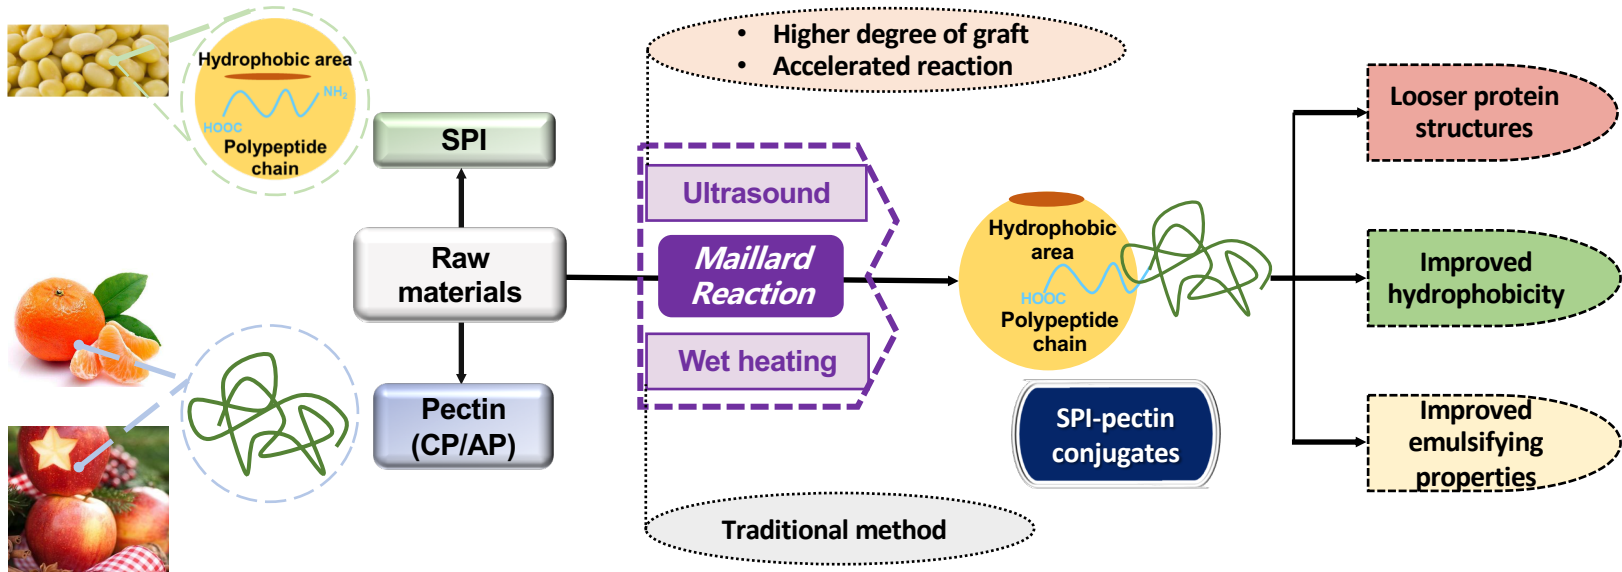 Hydrophobic area
NH₂
HOOC
Polypeptide
chain
SPI
Raw
materials
Pectin
(CP/AP)
• Higher degree of graft
• Accelerated reaction
Ultrasound
Maillard
Reaction
Wet heating
Traditional method
Hydrophobic
area
HOOC
Polypeptide
chain
SPI-pectin
conjugates
Looser protein
structures
Improved
hydrophobicity
Improved
emulsifying
properties